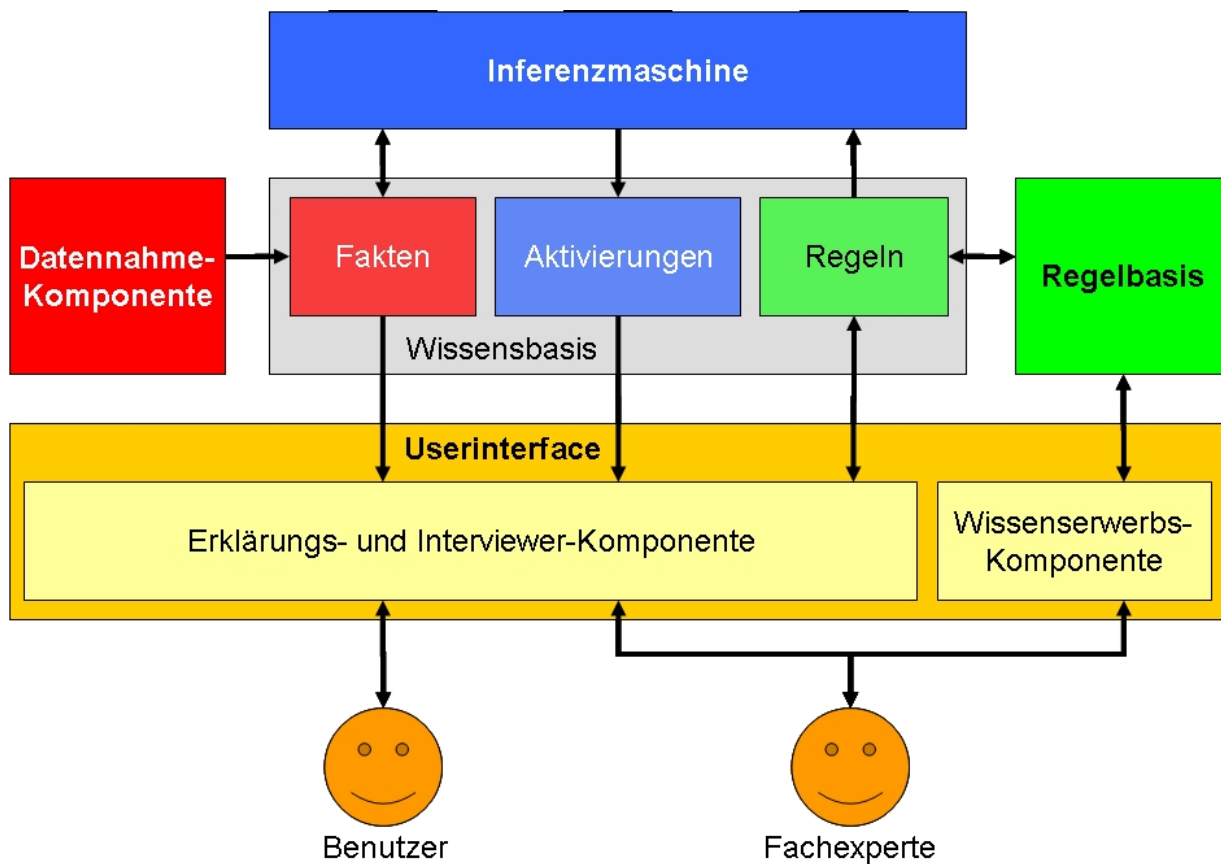 Inferenzmaschine
Datennahme-
Komponente
Fakten
Aktivierungen
Regeln
Wissensbasis
Regelbasis
Userinterface
Erklärungs- und Interviewer-Komponente
Wissenserwerbs-
Komponente
Benutzer
Fachexperte